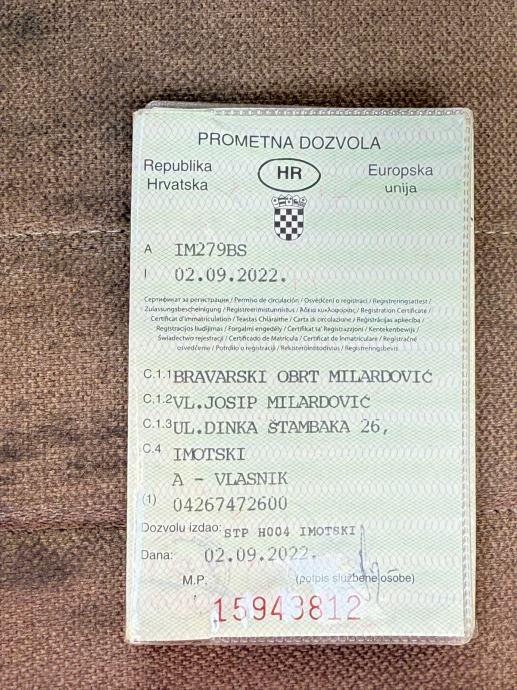 PROMETNA DOZVOLA
Republika Hrvatska
HR
Europska unija
A IM279BS
I 02.09.2022.
Сертификат за регистрация / Permiso de circulación / Osvědčení o registraci / Registreringsattest /
Zulassungsbescheinigung / Registreerimistunnistus / Άδεια κυκλοφορίας / Registration Certificate /
Certificat d'immatriculation / Teastas Chláraithe / Carta di circolazione / Reģistrācijas apliecība /
Registracijos liudijimas / Forgalmi engedély / Ċertifikat ta' Reġistrazzjoni / Kentekenbewijs /
Świadectwo rejestracji / Certificado de Matrícula / Certificat de înmatriculare / Registračné
osvedčenie / Potrdilo o registraciji / Rekisteröintitodistus / Registreringsbevis
C.1.1 BRAVARSKI OBRT MILARDOVIĆ
C.1.2 VL.JOSIP MILARDOVIĆ
C.1.3 UL.DINKA ŠTAMBAKA 26,
C.4 IMOTSKI
A - VLASNIK
(1) 04267472600
Dozvolu izdao: STP H004 IMOTSKI
Dana: 02.09.2022.
M.P. (potpis službene osobe)
15943812